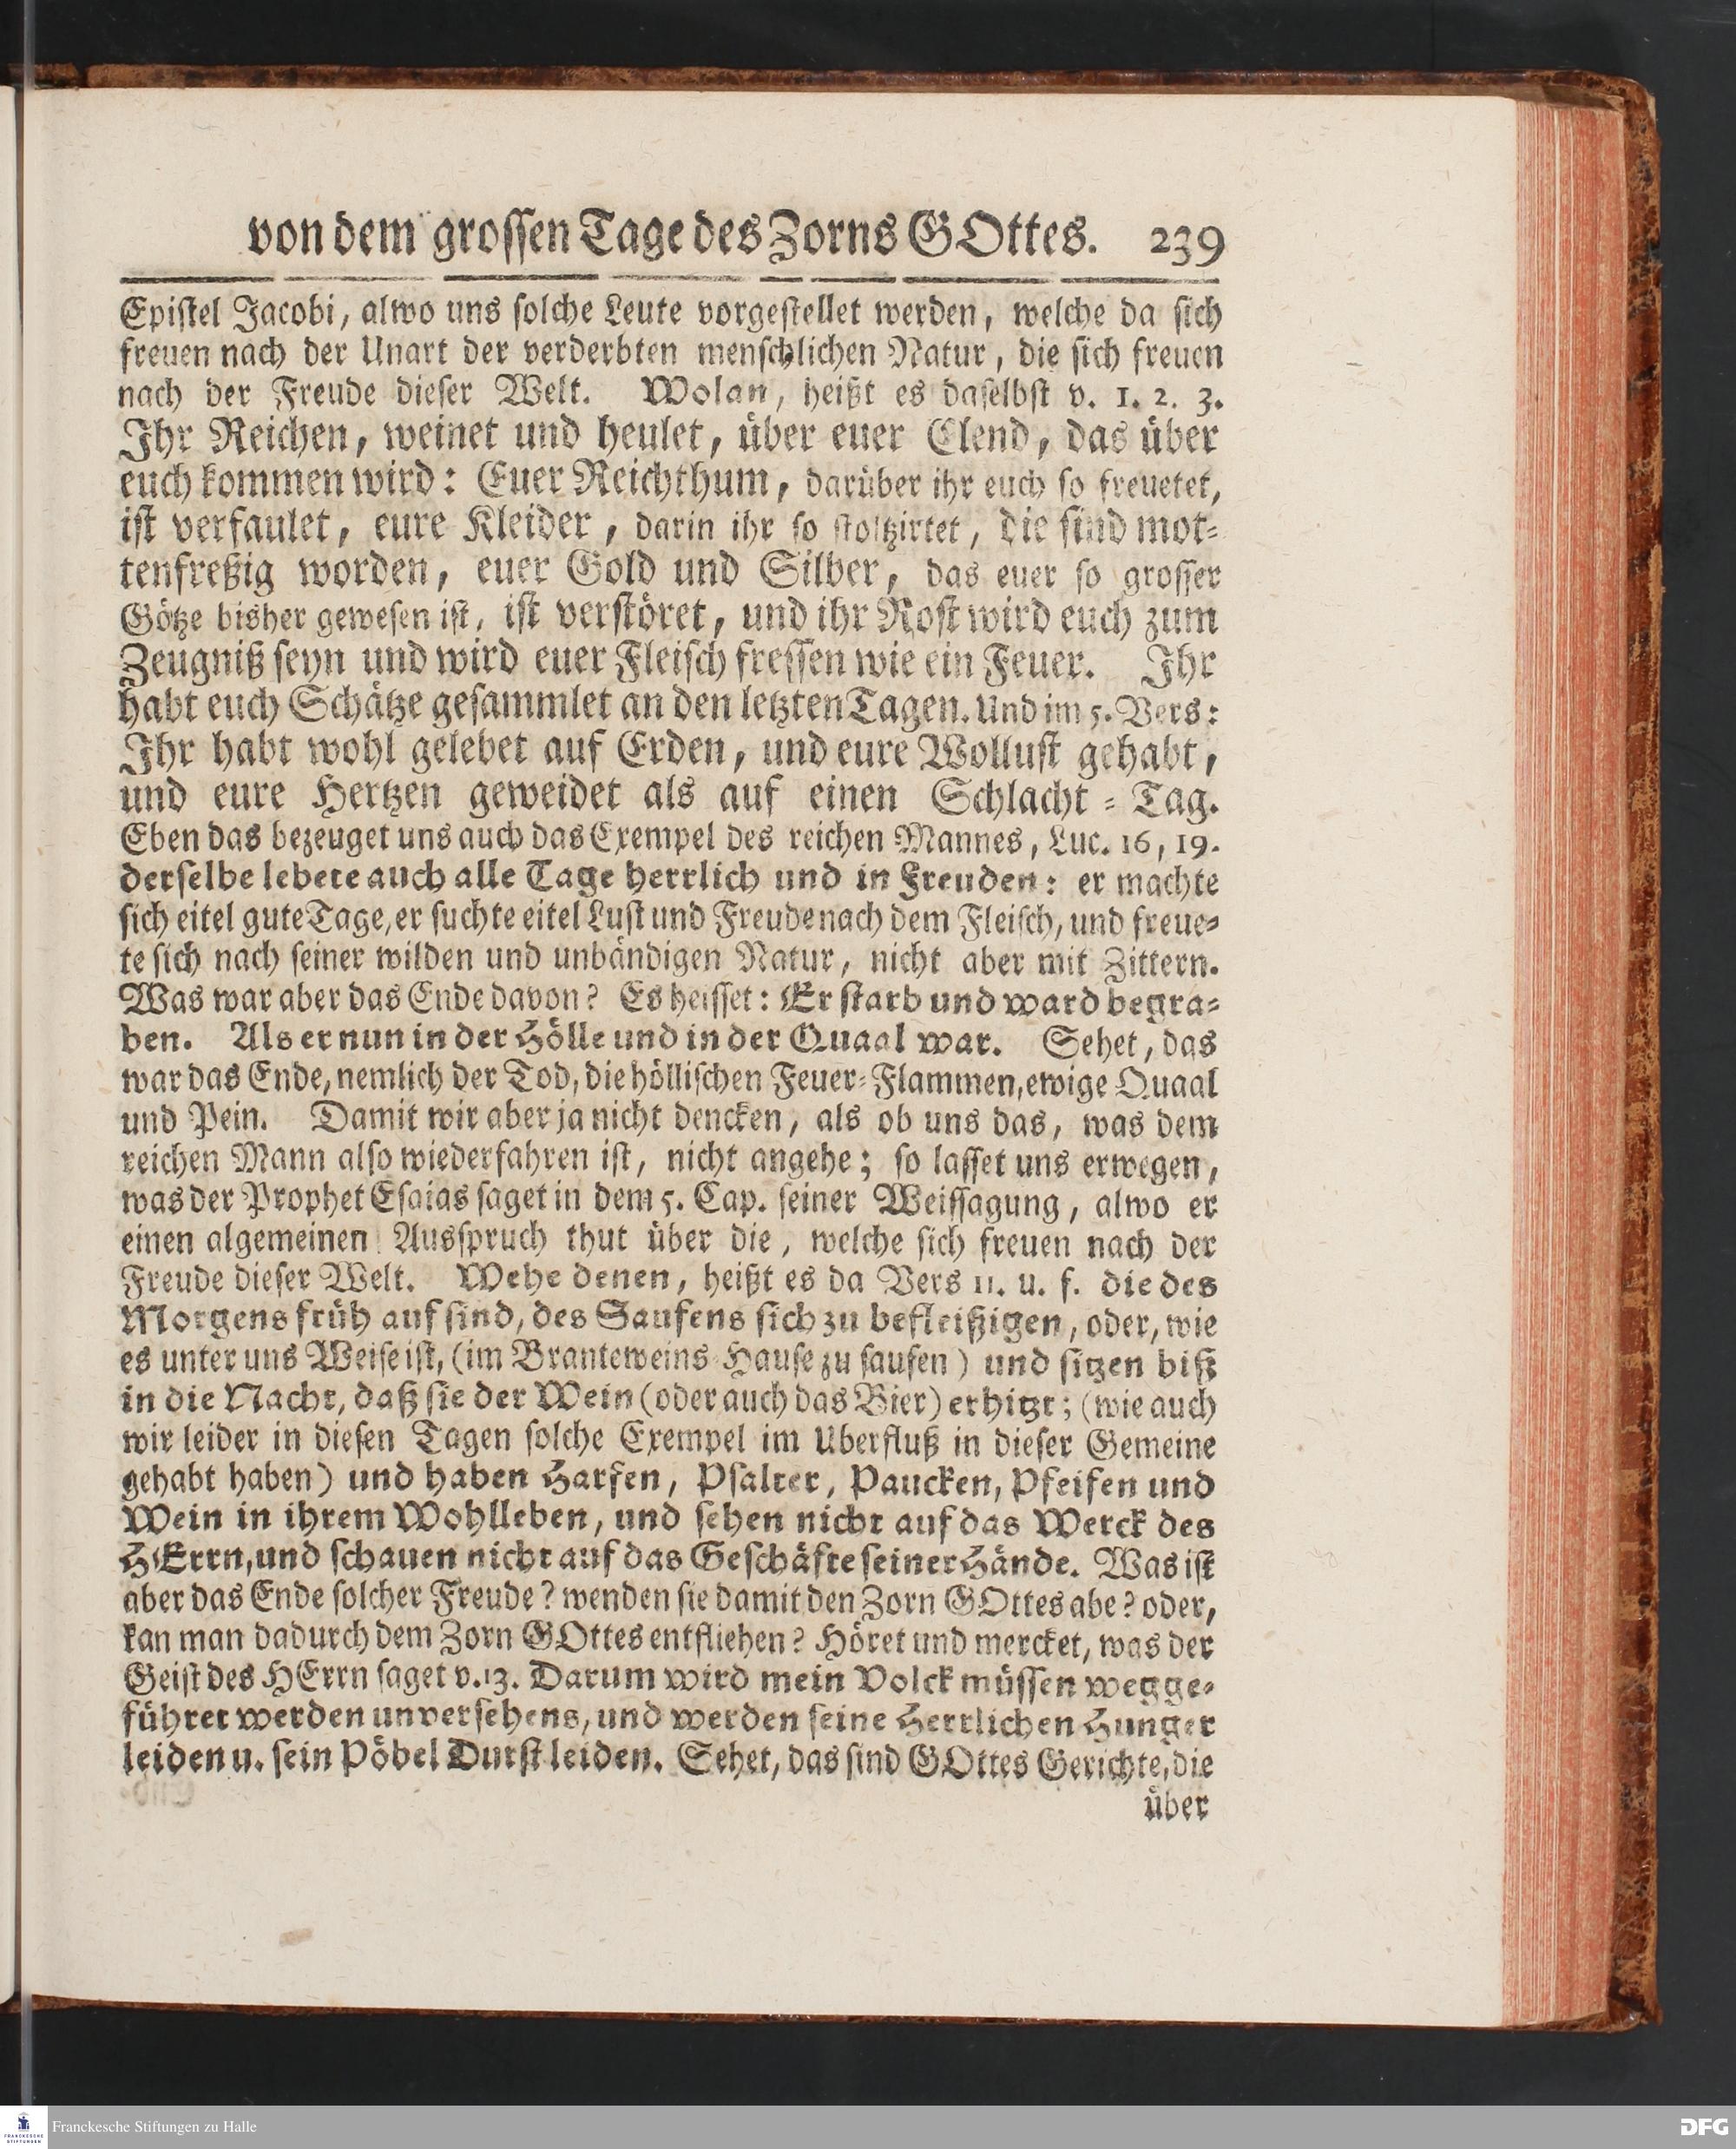 von dem grossen Tage des Zorns GOttes. 239
Epistel Jacobi, alwo uns solche Leute vorgestellet werden, welche da sich
freuen nach der Unart der verderbten menschlichen Natur, die sich freuen
nach der Freude dieser Welt. Wolan, heißt es daselbst v. 1. 2. 3.
Ihr Reichen, weinet und heulet, über euer Elend, das über
euch kommen wird: Euer Reichthum, darüber ihr euch so freuetet,
ist verfaulet, eure Kleider, darin ihr so stoltzirtet, die sind mot-
tenfreßig worden, euer Gold und Silber, das euer so grosser
Götze bisher gewesen ist, ist verstöret, und ihr Rost wird euch zum
Zeugniß seyn und wird euer Fleisch fressen wie ein Feuer. Ihr
habt euch Schätze gesammlet an den letzten Tagen. Und im 5. Vers:
Ihr habt wohl gelebet auf Erden, und eure Wollust gehabt,
und eure Hertzen geweidet als auf einen Schlacht-Tag.
Eben das bezeuget uns auch das Exempel des reichen Mannes, Luc. 16, 19.
derselbe lebete auch alle Tage herrlich und in Freuden: er machte
sich eitel gute Tage, er suchte eitel Lust und Freude nach dem Fleisch, und freue-
te sich nach seiner wilden und unbändigen Natur, nicht aber mit Zittern.
Was war aber das Ende davon? Es heisset: Er starb und ward begra-
ben. Als er nun in der Hölle und in der Quaal war. Sehet, das
war das Ende, nemlich der Tod, die höllischen Feuer-Flammen, ewige Quaal
und Pein. Damit wir aber ja nicht dencken, als ob uns das, was dem
reichen Mann also wiederfahren ist, nicht angehe; so lasset uns erwegen,
was der Prophet Esaias saget in dem 5. Cap. seiner Weissagung, alwo er
einen algemeinen Ausspruch thut über die, welche sich freuen nach der
Freude dieser Welt. Wehe denen, heißt es da Vers 11. u. f. die des
Morgens früh auf sind, des Saufens sich zu befleißigen, oder, wie
es unter uns Weise ist, (im Branteweins-Hause zu saufen) und sitzen biß
in die Nacht, daß sie der Wein (oder auch das Bier) erhitzt; (wie auch
wir leider in diesen Tagen solche Exempel im Uberfluß in dieser Gemeine
gehabt haben) und haben Harfen, Psalter, Paucken, Pfeifen und
Wein in ihrem Wohlleben, und sehen nicht auf das Werck des
HErrn, und schauen nicht auf das Geschäfte seiner Hände. Was ist
aber das Ende solcher Freude? wenden sie damit den Zorn GOttes abe? oder,
kan man dadurch dem Zorn GOttes entfliehen? Höret und mercket, was der
Geist des HErrn saget v. 13. Darum wird mein Volck müssen wegge-
führet werden unversehens, und werden seine Herrlichen Hunger
leiden u. sein Pöbel Durst leiden. Sehet, das sind GOttes Gerichte, die
über
FRANCKESCHE STIFTUNGEN
Franckesche Stiftungen zu Halle
DFG